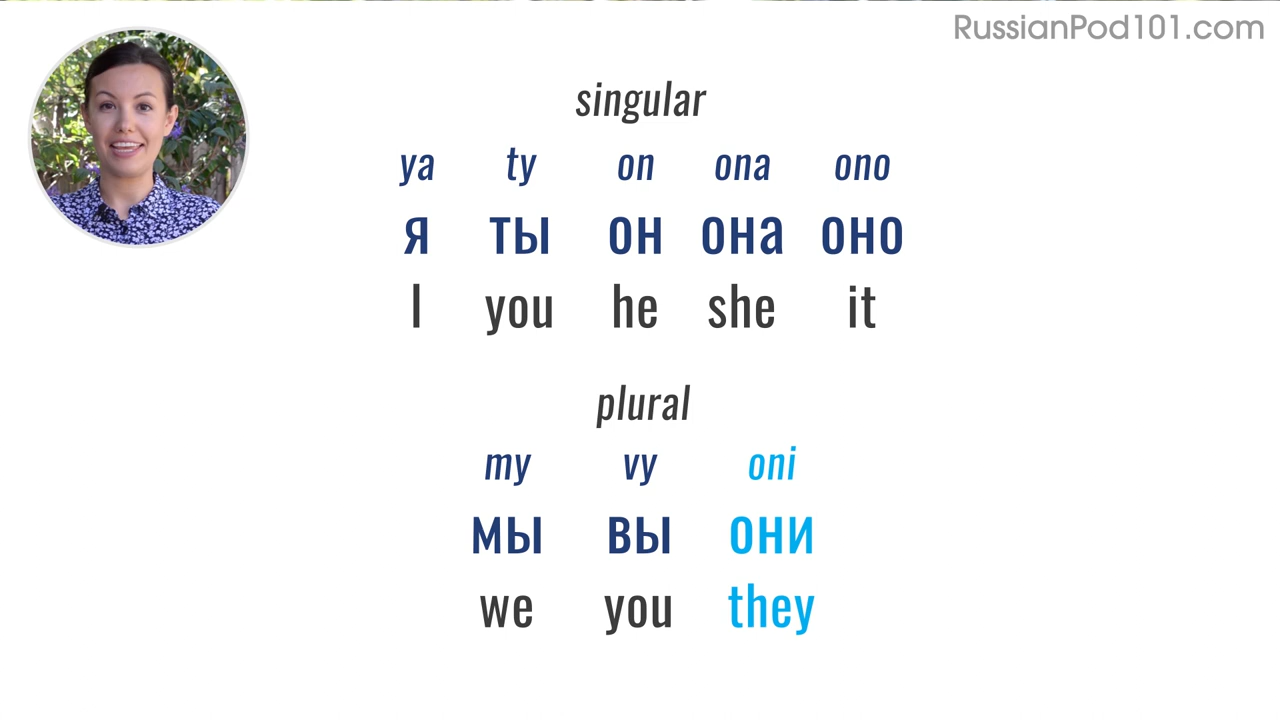 RussianPod101.com
singular
ya ty on ona ono
я ты он она оно
I you he she it
plural
my vy oni
мы вы они
we you they